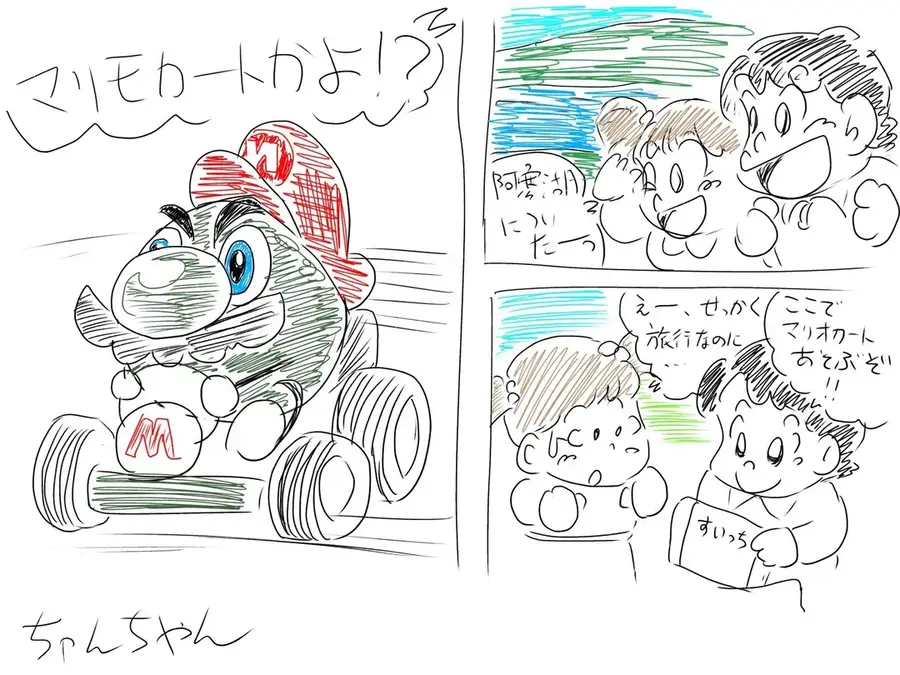 阿寒湖
につい
たーっ
ここで
マリオカート
あそぶぞ
!!
えー、せっかく
旅行なのに
…
すいっち
マリモカートかよ!?
M
M
ちゃんちゃん